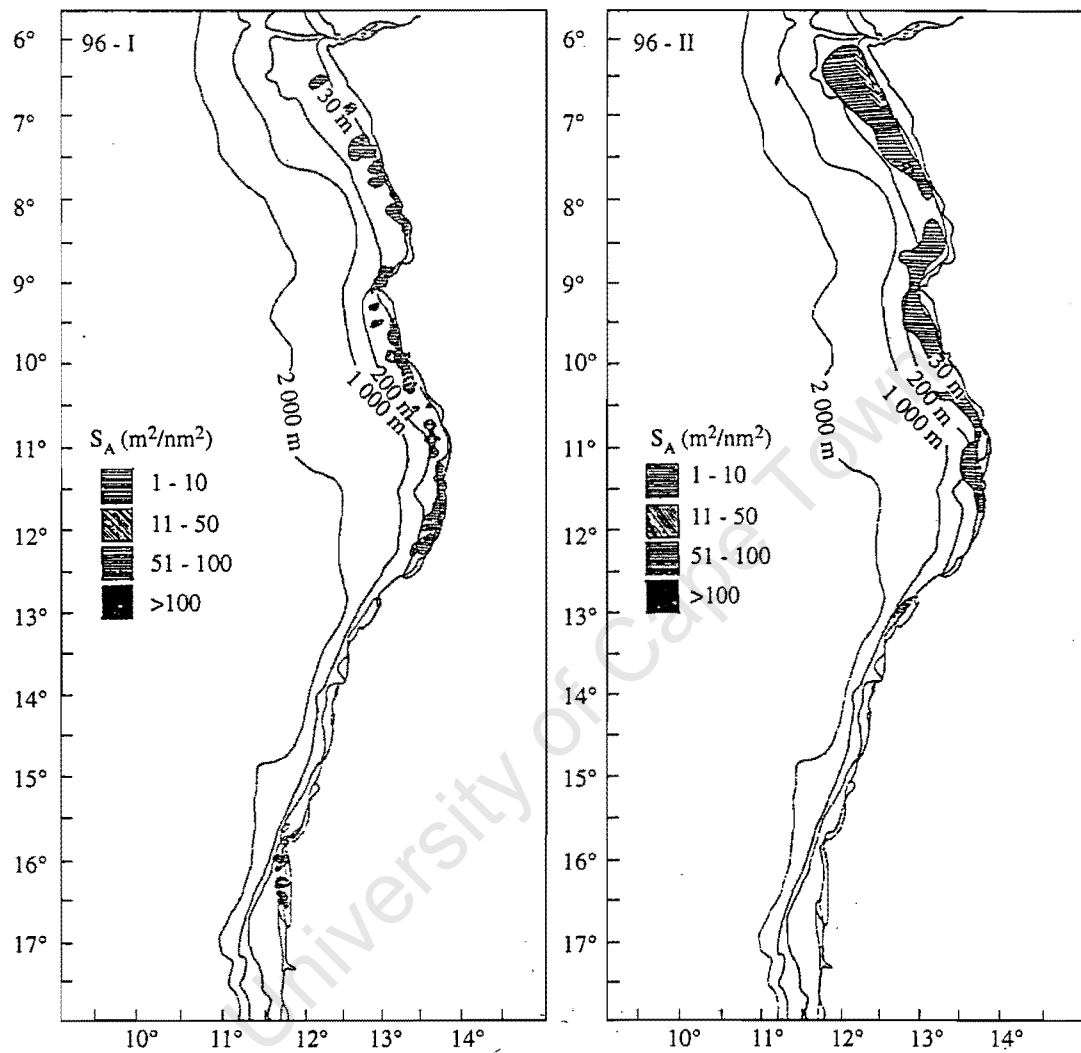 96 - I
6°
7°
8°
9°
10°
11°
12°
13°
14°
15°
16°
17°
30 m
200 m
1 000 m
2 000 m
S_A (m²/nm²)
1 - 10
11 - 50
51 - 100
>100
10°
11°
12°
13°
14°
96 - II
6°
7°
8°
9°
10°
11°
12°
13°
14°
15°
16°
17°
30 m
200 m
1 000 m
2 000 m
S_A (m²/nm²)
1 - 10
11 - 50
51 - 100
>100
10°
11°
12°
13°
14°
University of Cape Town